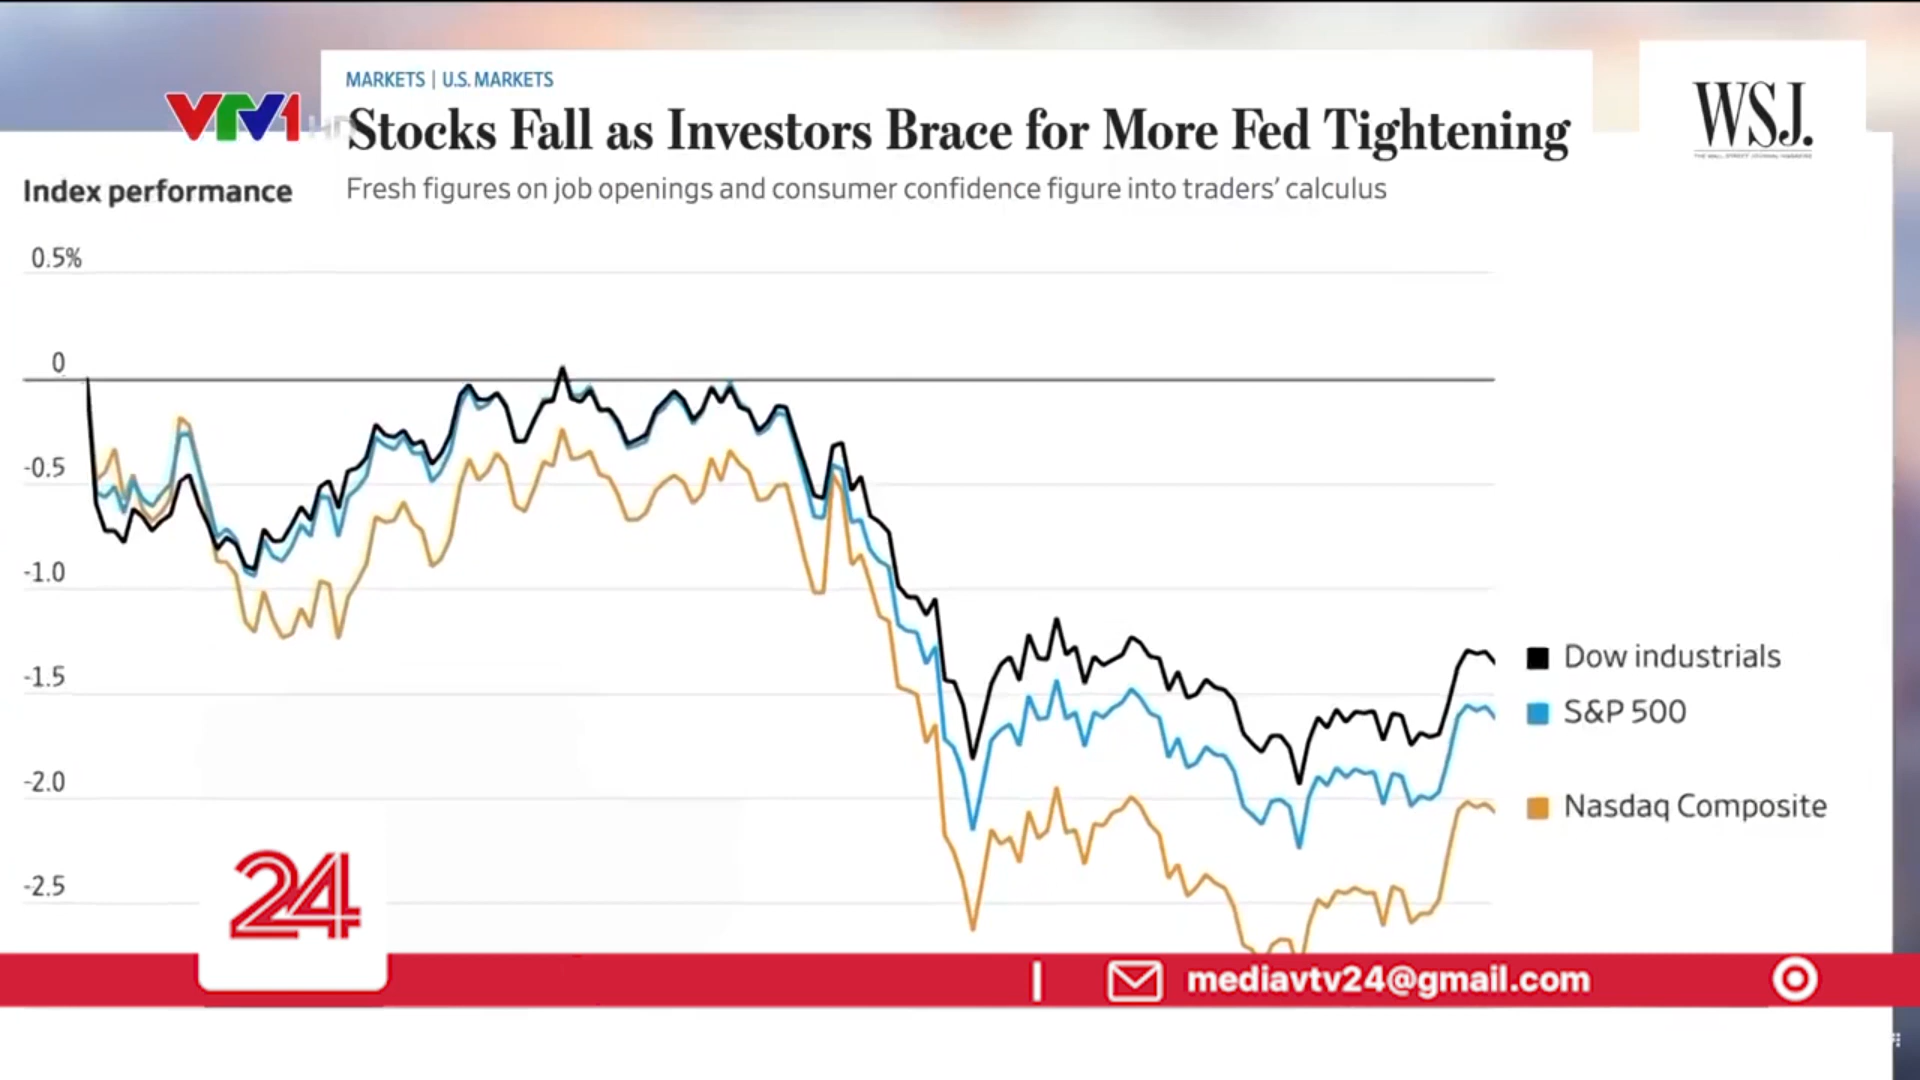 MARKETS | U.S. MARKETS
VTV1
HD
Stocks Fall as Investors Brace for More Fed Tightening
WSJ.
Index performance
Fresh figures on job openings and consumer confidence figure into traders' calculus
0.5%
0
-0.5
-1.0
-1.5
-2.0
-2.5
Dow industrials
S&P 500
Nasdaq Composite
24
mediavtv24@gmail.com